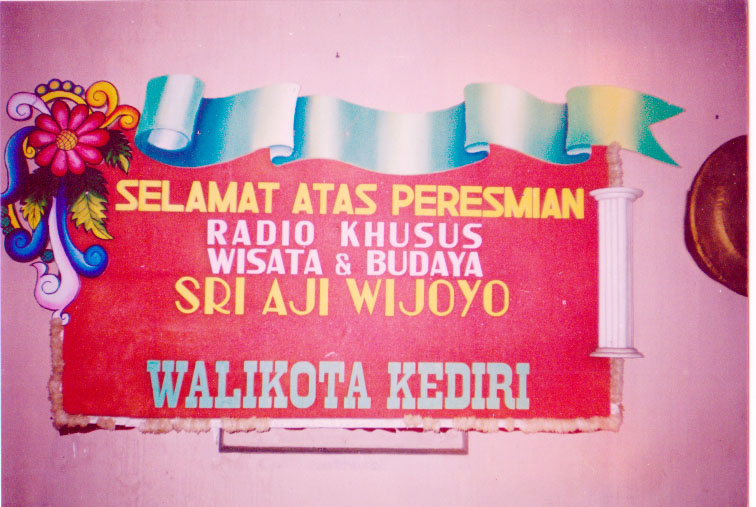 SELAMAT ATAS PERESMIAN
RADIO KHUSUS
WISATA & BUDAYA
SRI AJI WIJOYO
WALIKOTA KEDIRI